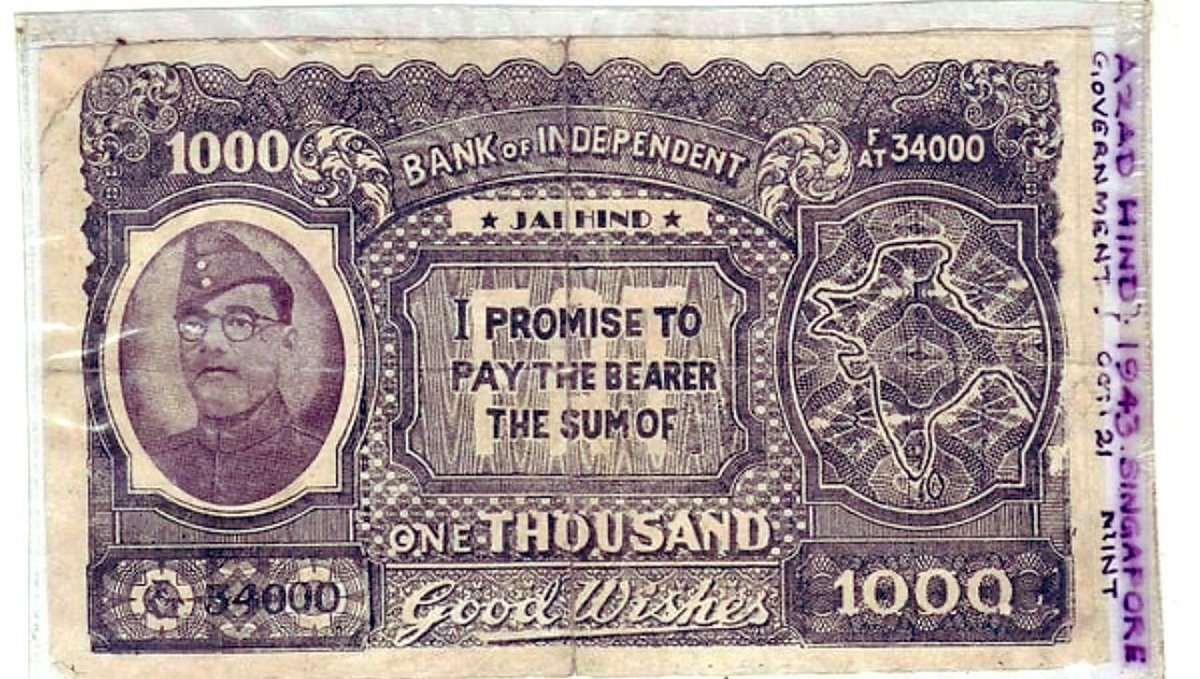 1000
BANK OF INDEPENDENT
F/AT 34000
★ JAI HIND ★
I PROMISE TO
PAY THE BEARER
THE SUM OF
ONE THOUSAND
34000
Good Wishes
1000
AZAD HIND; 1943. SINGAPORE
GOVERNMENT, 21 MINT